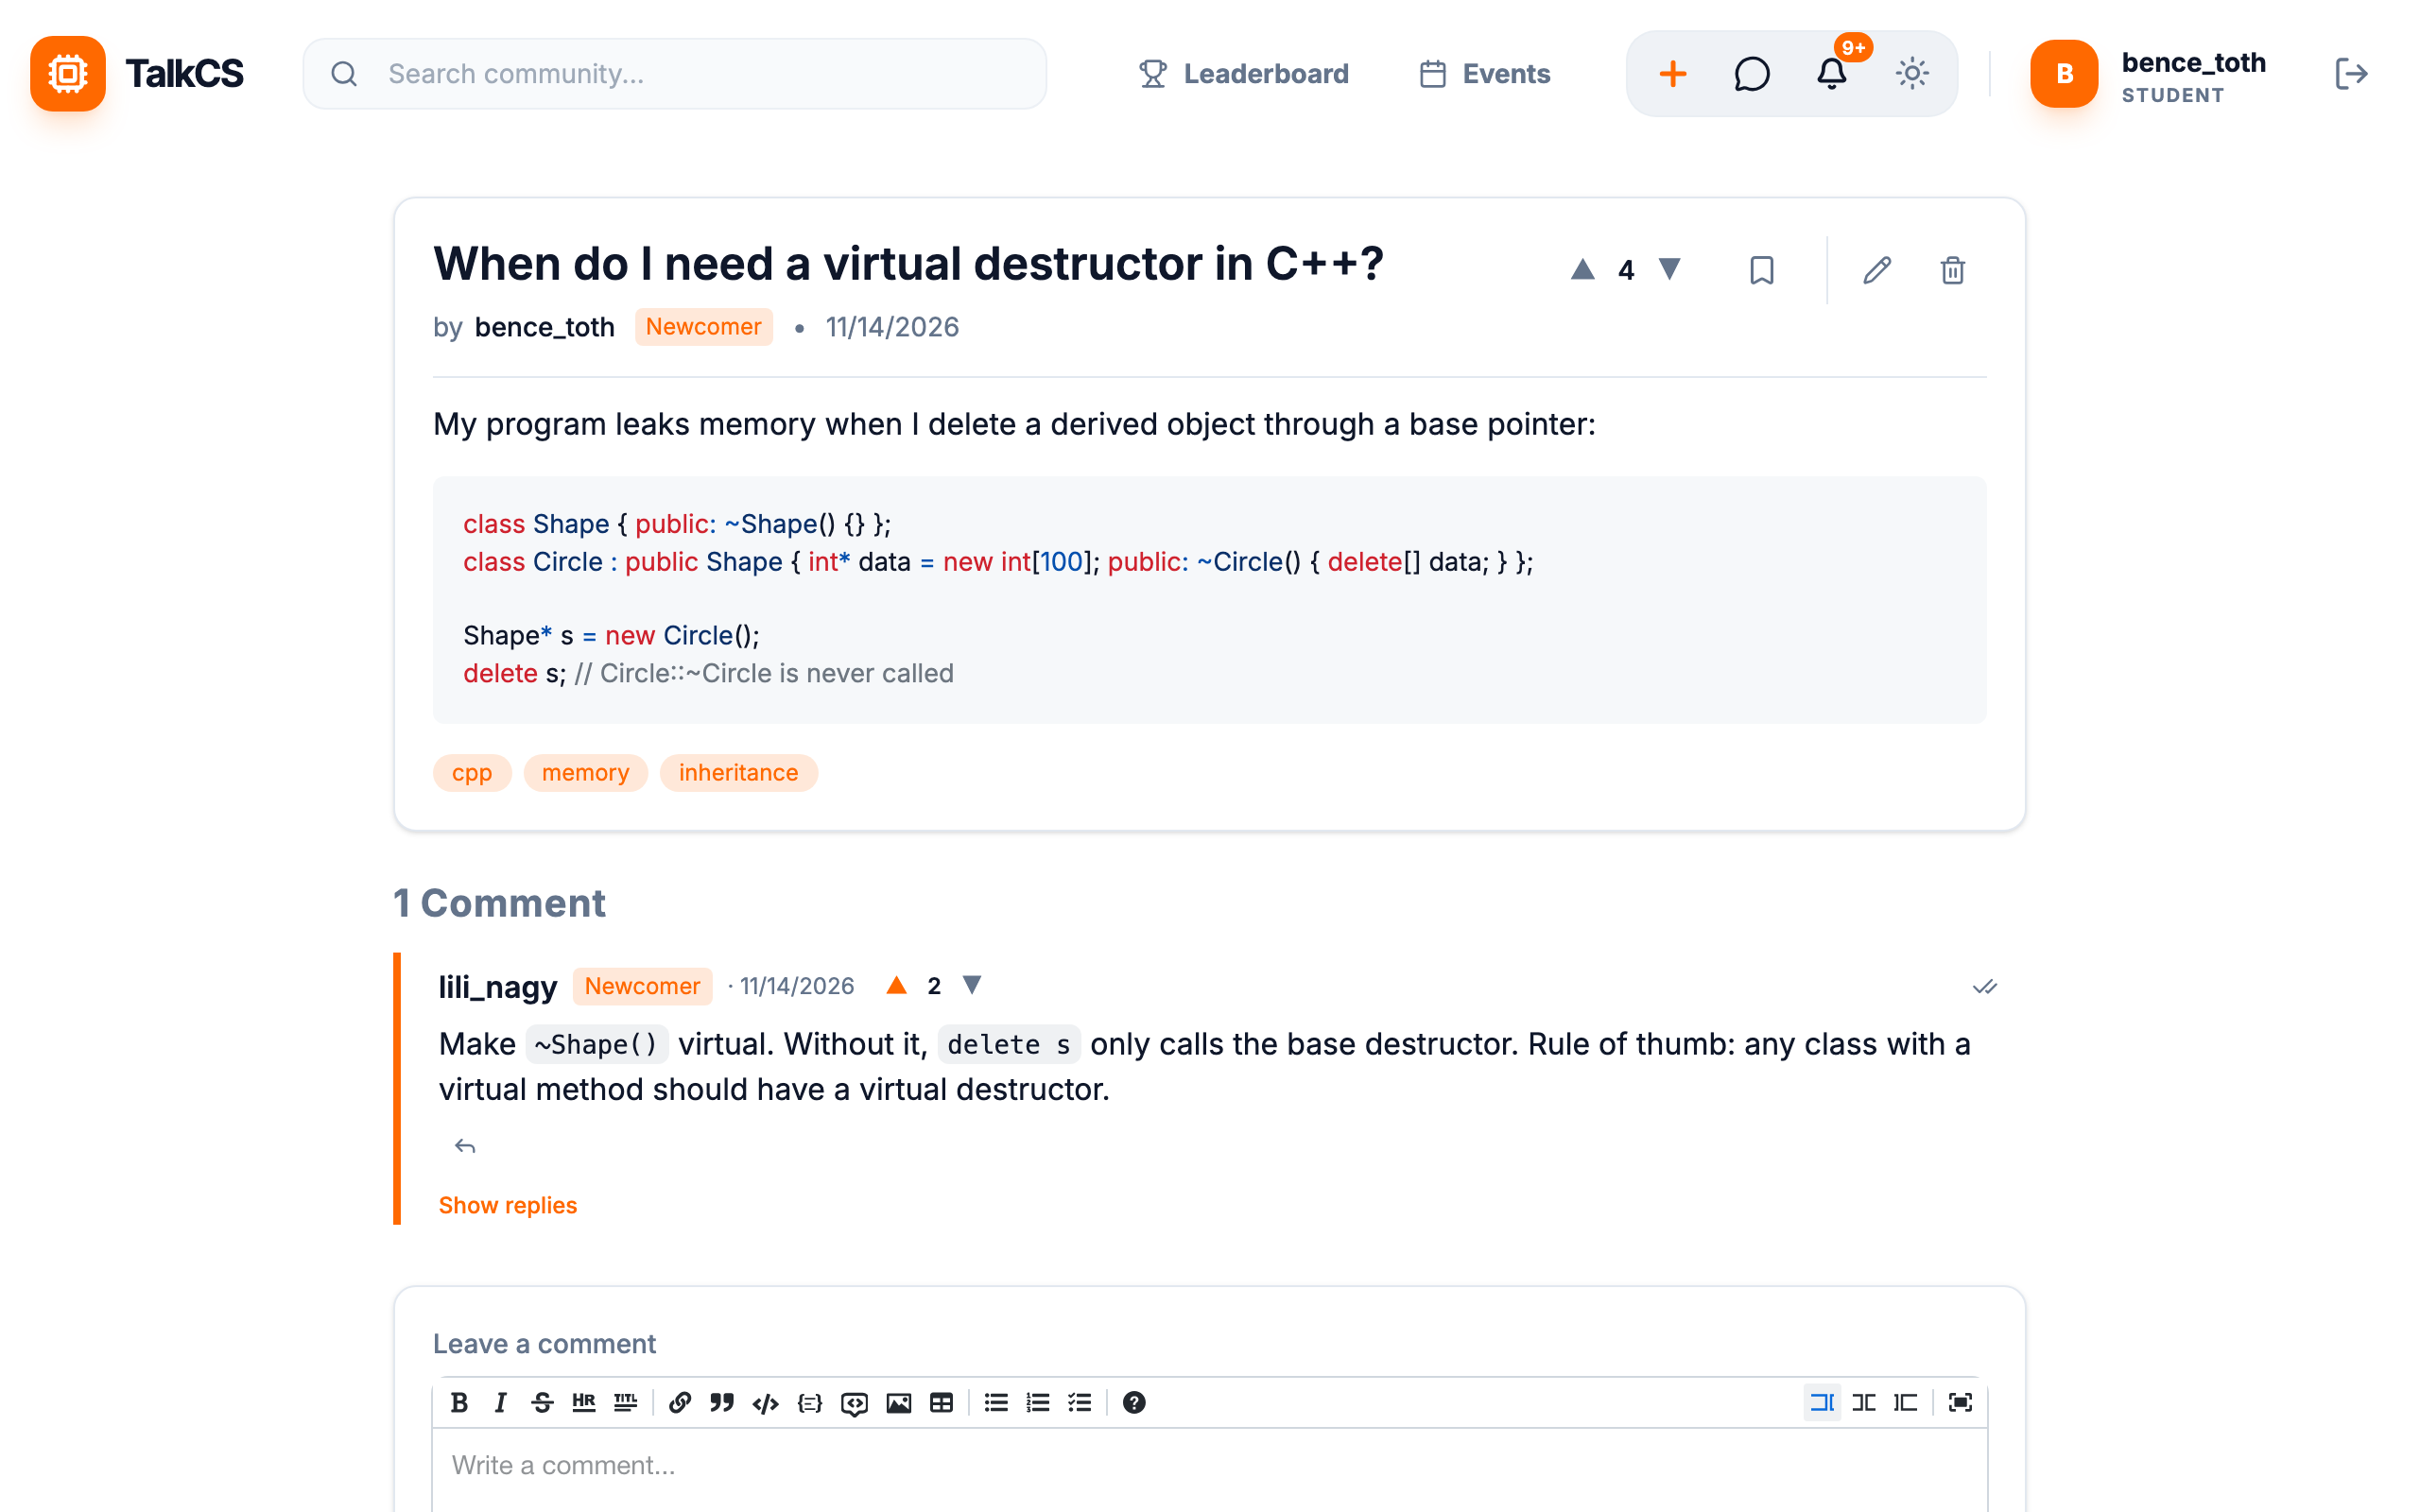 TalkCS
Search community...
Leaderboard
Events
9+
B
bence_toth
STUDENT
When do I need a virtual destructor in C++?
4
by bence_toth Newcomer • 11/14/2026
My program leaks memory when I delete a derived object through a base pointer:
class Shape { public: ~Shape() {} };
class Circle : public Shape { int* data = new int[100]; public: ~Circle() { delete[] data; } };
Shape* s = new Circle();
delete s; // Circle::~Circle is never called
cpp
memory
inheritance
1 Comment
lili_nagy Newcomer · 11/14/2026 2
Make ~Shape() virtual. Without it, delete s only calls the base destructor. Rule of thumb: any class with a
virtual method should have a virtual destructor.
Show replies
Leave a comment
B I S HR TITL
Write a comment...